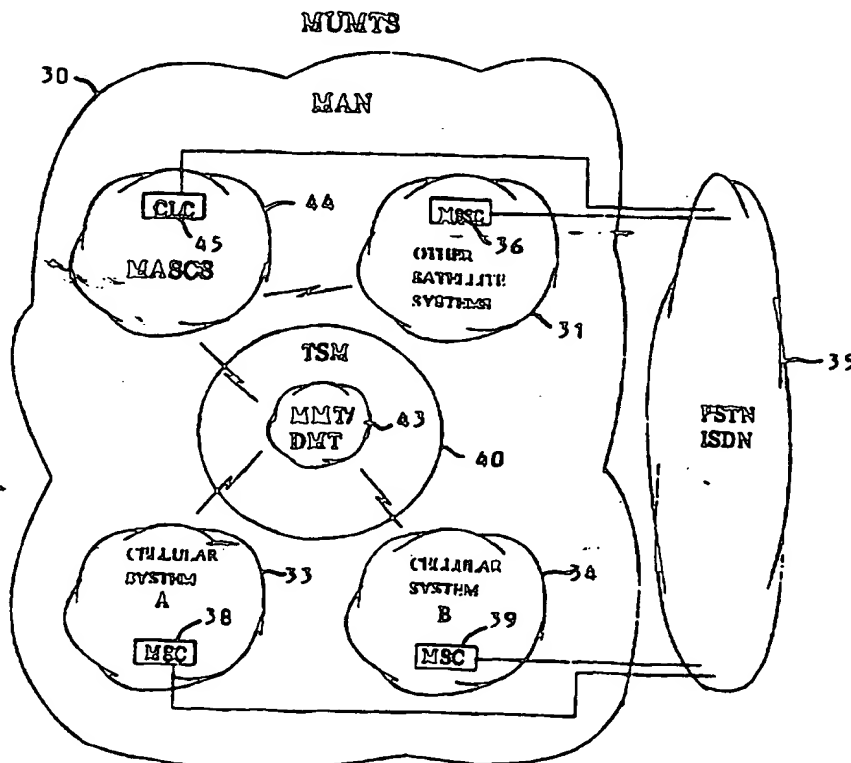 MUMTS
30
MAN
CLC
44
45
MASCS
MSC
36
OTHER
SATELLITE
SYSTEMS
31
TSM
MMT/
DMT
43
40
35
PSTN
ISDN
CELLULAR
SYSTEM
A
33
38
MSC
CELLULAR
SYSTEM
B
34
39
MSC